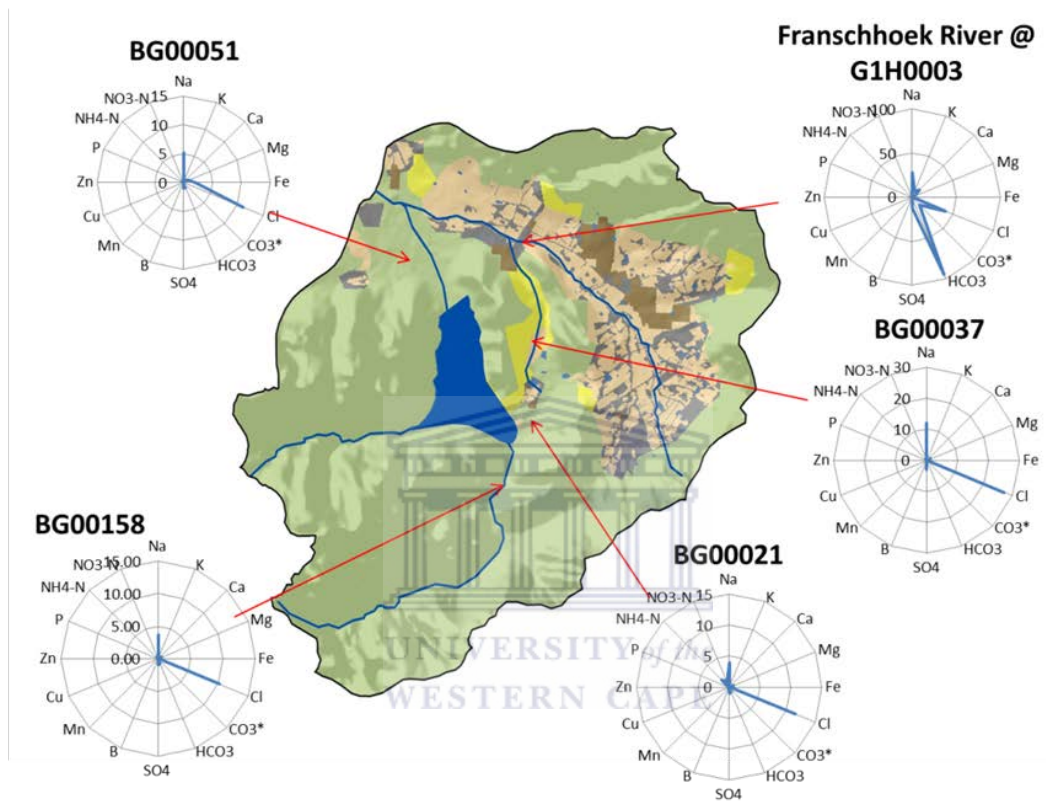 BG00051
Na
K
Ca
Mg
Fe
Cl
CO3*
HCO3
SO4
B
Mn
Cu
Zn
P
NH4-N
NO3-N
15
10
5
0
Franschhoek River @
G1H0003
Na
K
Ca
Mg
Fe
Cl
CO3*
HCO3
SO4
B
Mn
Cu
Zn
P
NH4-N
NO3-N
100
50
0
BG00037
Na
K
Ca
Mg
Fe
Cl
CO3*
HCO3
SO4
B
Mn
Cu
Zn
P
NH4-N
NO3-N
30
20
10
0
BG00158
Na
K
Ca
Mg
Fe
Cl
CO3*
HCO3
SO4
B
Mn
Cu
Zn
P
NH4-N
NO3-N
15.00
10.00
5.00
0.00
BG00021
Na
K
Ca
Mg
Fe
Cl
CO3*
HCO3
SO4
B
Mn
Cu
Zn
P
NH4-N
NO3-N
15
10
5
0
UNIVERSITY of the
WESTERN CAPE